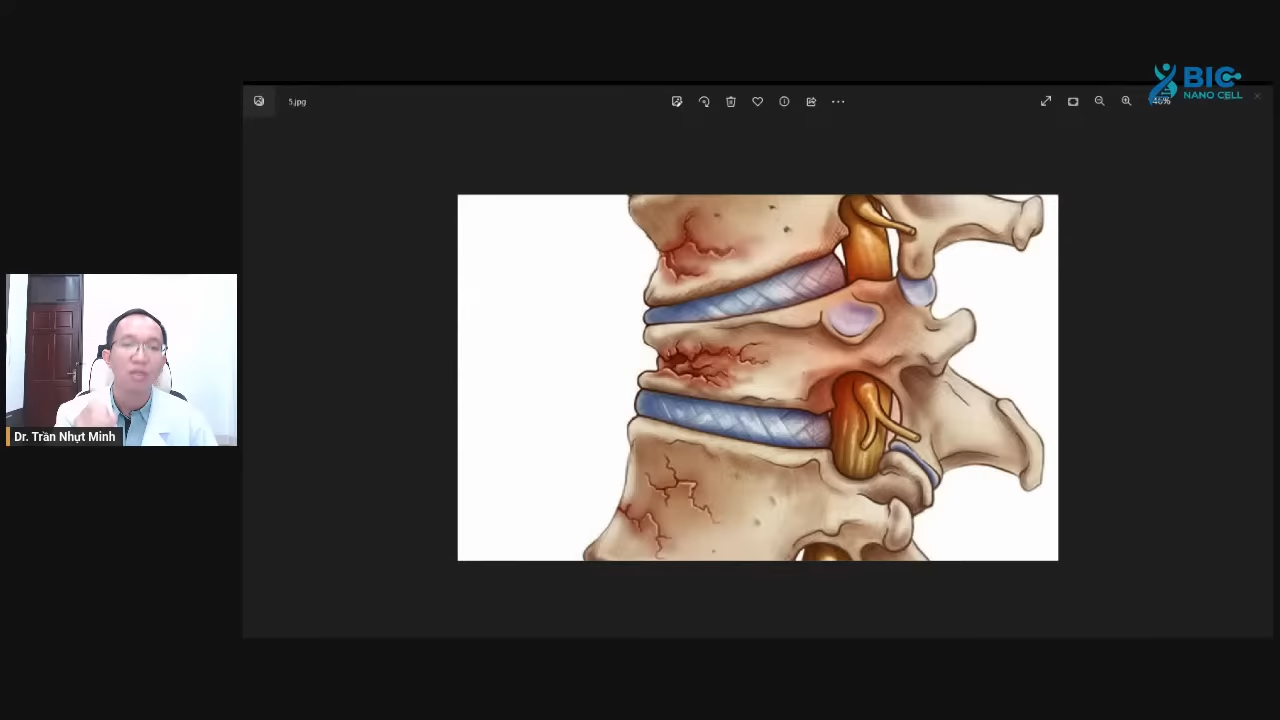 5.jpg
BIC
NANO CELL
46%
Dr. Trần Nhựt Minh